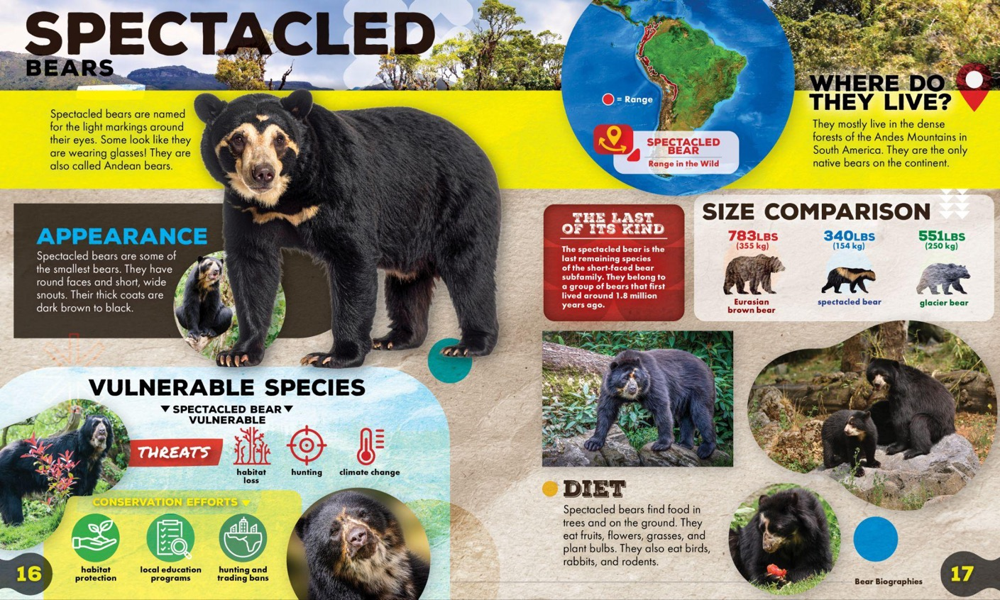 SPECTACLED
BEARS
Spectacled bears are named
for the light markings around
their eyes. Some look like they
are wearing glasses! They are
also called Andean bears.
APPEARANCE
Spectacled bears are some of
the smallest bears. They have
round faces and short, wide
snouts. Their thick coats are
dark brown to black.
VULNERABLE SPECIES
SPECTACLED BEAR
VULNERABLE
THREATS
habitat
loss
hunting
climate change
CONSERVATION EFFORTS
habitat
protection
local education
programs
hunting and
trading bans
16
= Range
SPECTACLED
BEAR
Range in the Wild
WHERE DO
THEY LIVE?
They mostly live in the dense
forests of the Andes Mountains in
South America. They are the only
native bears on the continent.
THE LAST
OF ITS KIND
The spectacled bear is the
last remaining species
of the short-faced bear
subfamily. They belong to
a group of bears that first
lived around 1.8 million
years ago.
SIZE COMPARISON
783LBS
(355 kg)
Eurasian
brown bear
340LBS
(154 kg)
spectacled bear
551LBS
(250 kg)
glacier bear
DIET
Spectacled bears find food in
trees and on the ground. They
eat fruits, flowers, grasses, and
plant bulbs. They also eat birds,
rabbits, and rodents.
Bear Biographies
17